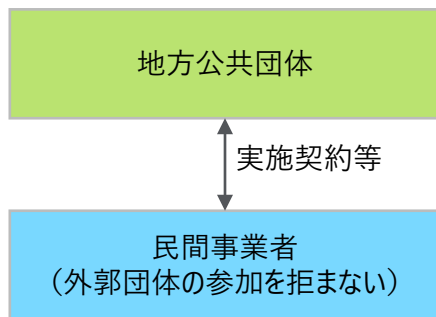 地方公共団体
実施契約等
民間事業者
（外郭団体の参加を拒まない）